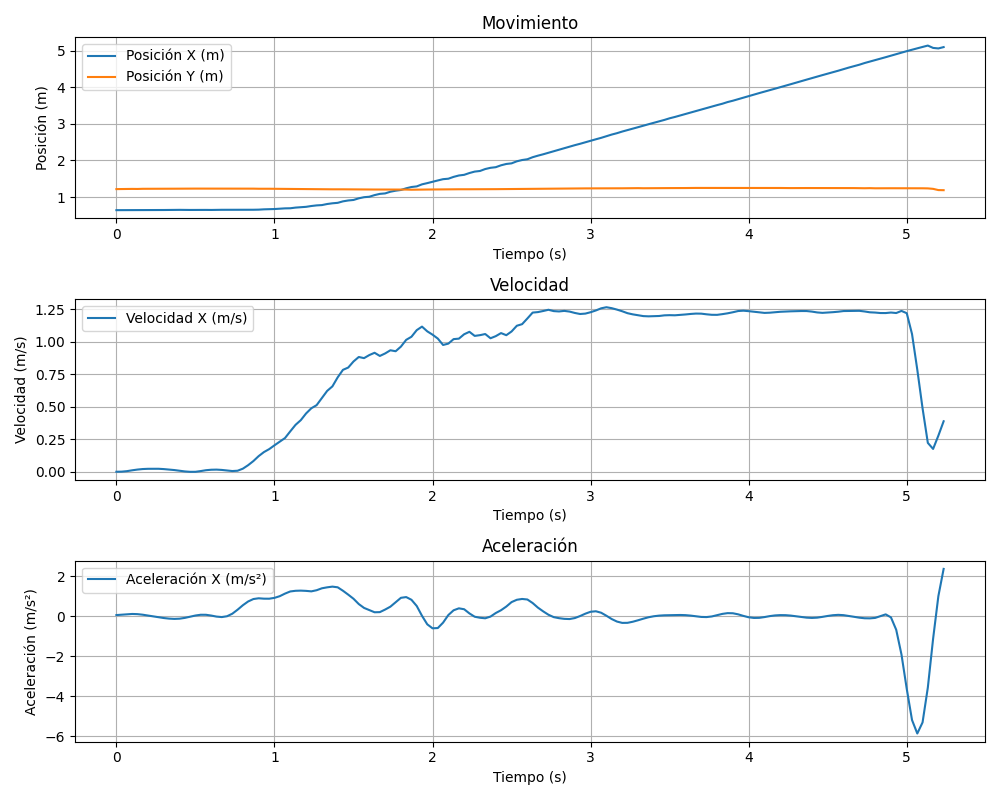 Movimiento
Posición X (m)
Posición Y (m)
Posición (m)
5
4
3
2
1
0 1 2 3 4 5
Tiempo (s)
Velocidad
Velocidad X (m/s)
Velocidad (m/s)
1.25
1.00
0.75
0.50
0.25
0.00
0 1 2 3 4 5
Tiempo (s)
Aceleración
Aceleración X (m/s²)
Aceleración (m/s²)
2
0
−2
−4
−6
0 1 2 3 4 5
Tiempo (s)